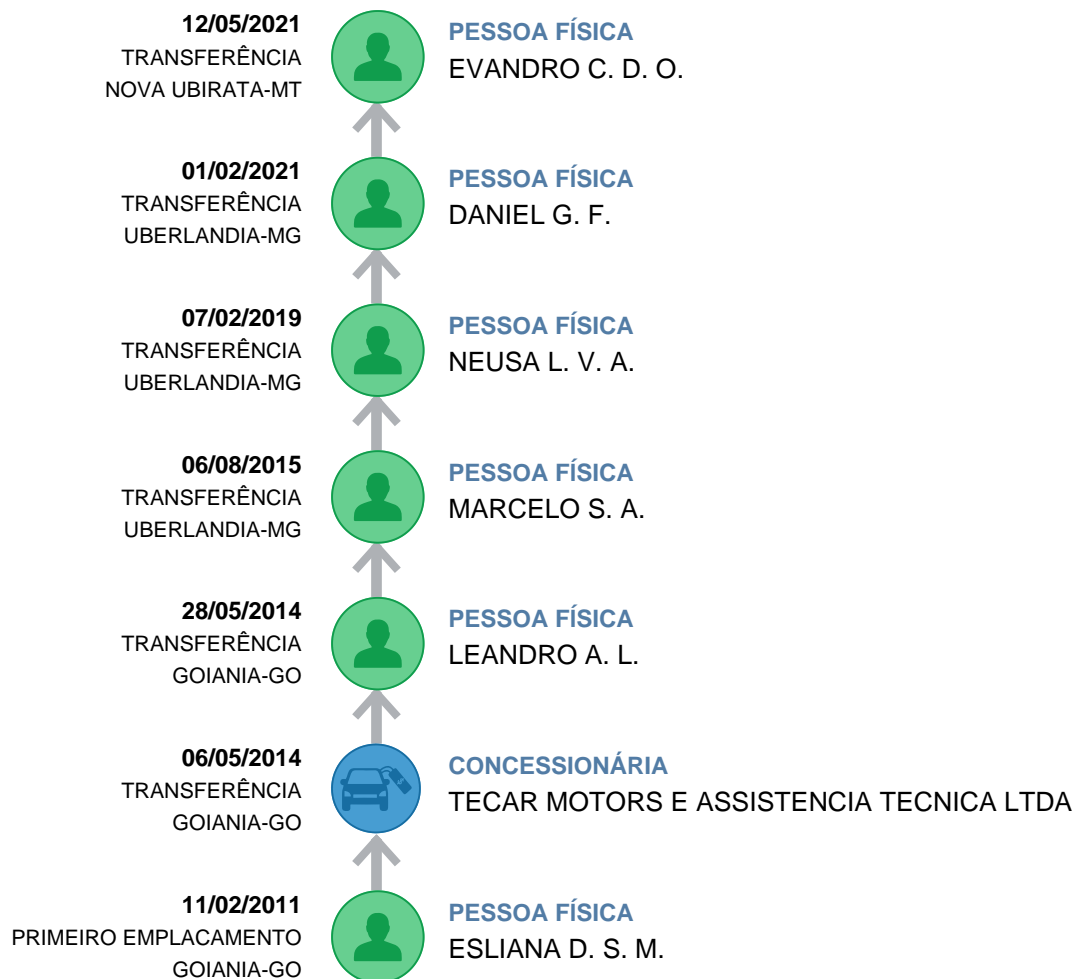 12/05/2021
TRANSFERÊNCIA
NOVA UBIRATA-MT
PESSOA FÍSICA
EVANDRO C. D. O.
01/02/2021
TRANSFERÊNCIA
UBERLANDIA-MG
PESSOA FÍSICA
DANIEL G. F.
07/02/2019
TRANSFERÊNCIA
UBERLANDIA-MG
PESSOA FÍSICA
NEUSA L. V. A.
06/08/2015
TRANSFERÊNCIA
UBERLANDIA-MG
PESSOA FÍSICA
MARCELO S. A.
28/05/2014
TRANSFERÊNCIA
GOIANIA-GO
PESSOA FÍSICA
LEANDRO A. L.
06/05/2014
TRANSFERÊNCIA
GOIANIA-GO
CONCESSIONÁRIA
TECAR MOTORS E ASSISTENCIA TECNICA LTDA
11/02/2011
PRIMEIRO EMPLACAMENTO
GOIANIA-GO
PESSOA FÍSICA
ESLIANA D. S. M.